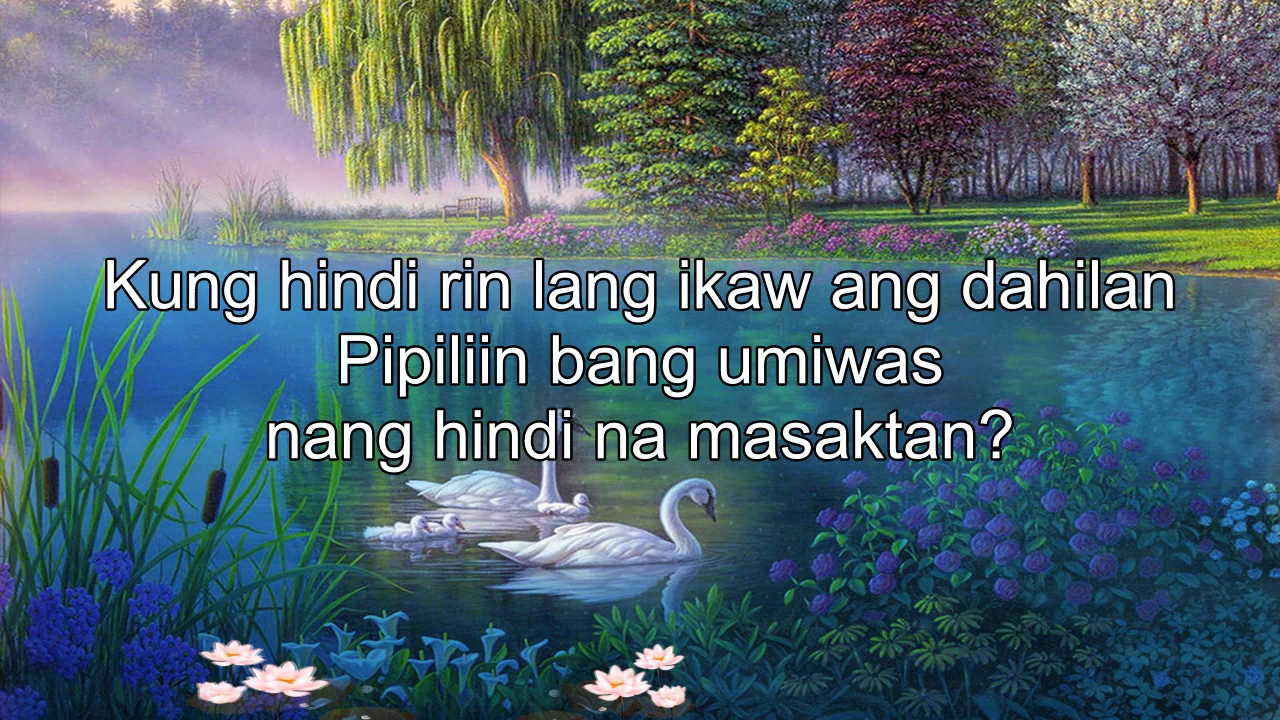 Kung hindi rin lang ikaw ang dahilan
Pipiliin bang umiwas
nang hindi na masaktan?